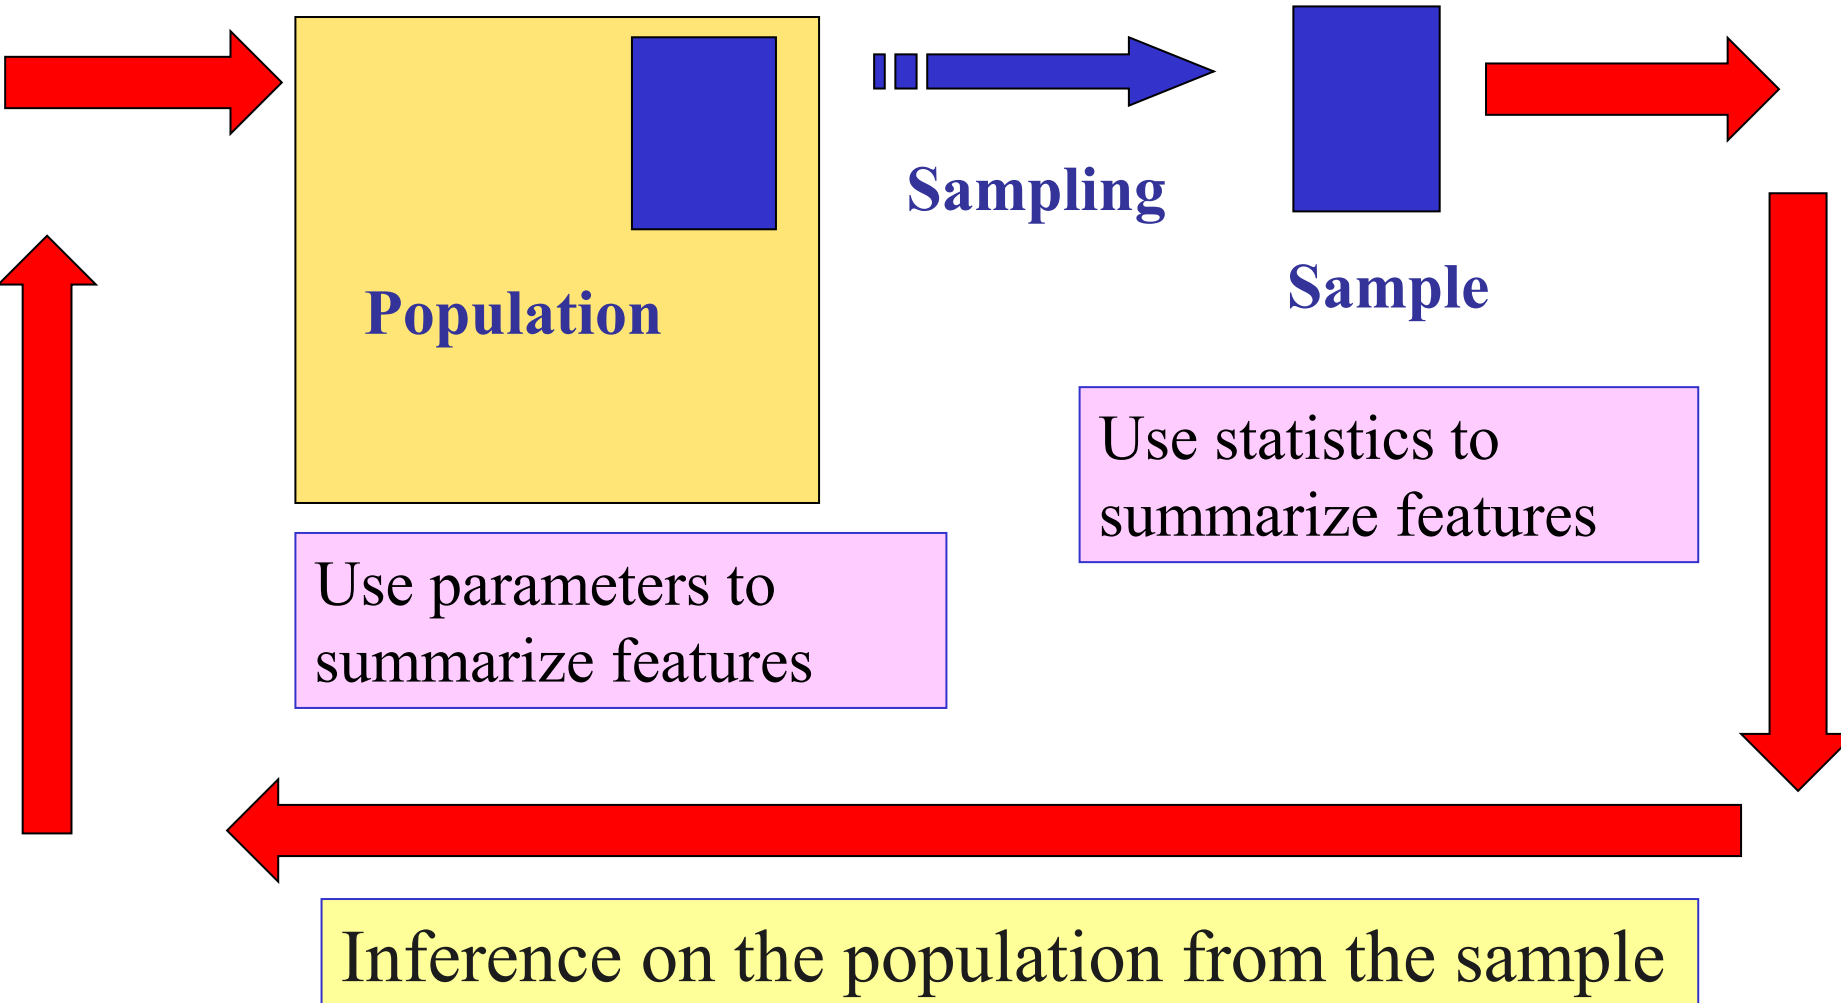 Sampling
Population
Sample
Use statistics to
summarize features
Use parameters to
summarize features
Inference on the population from the sample